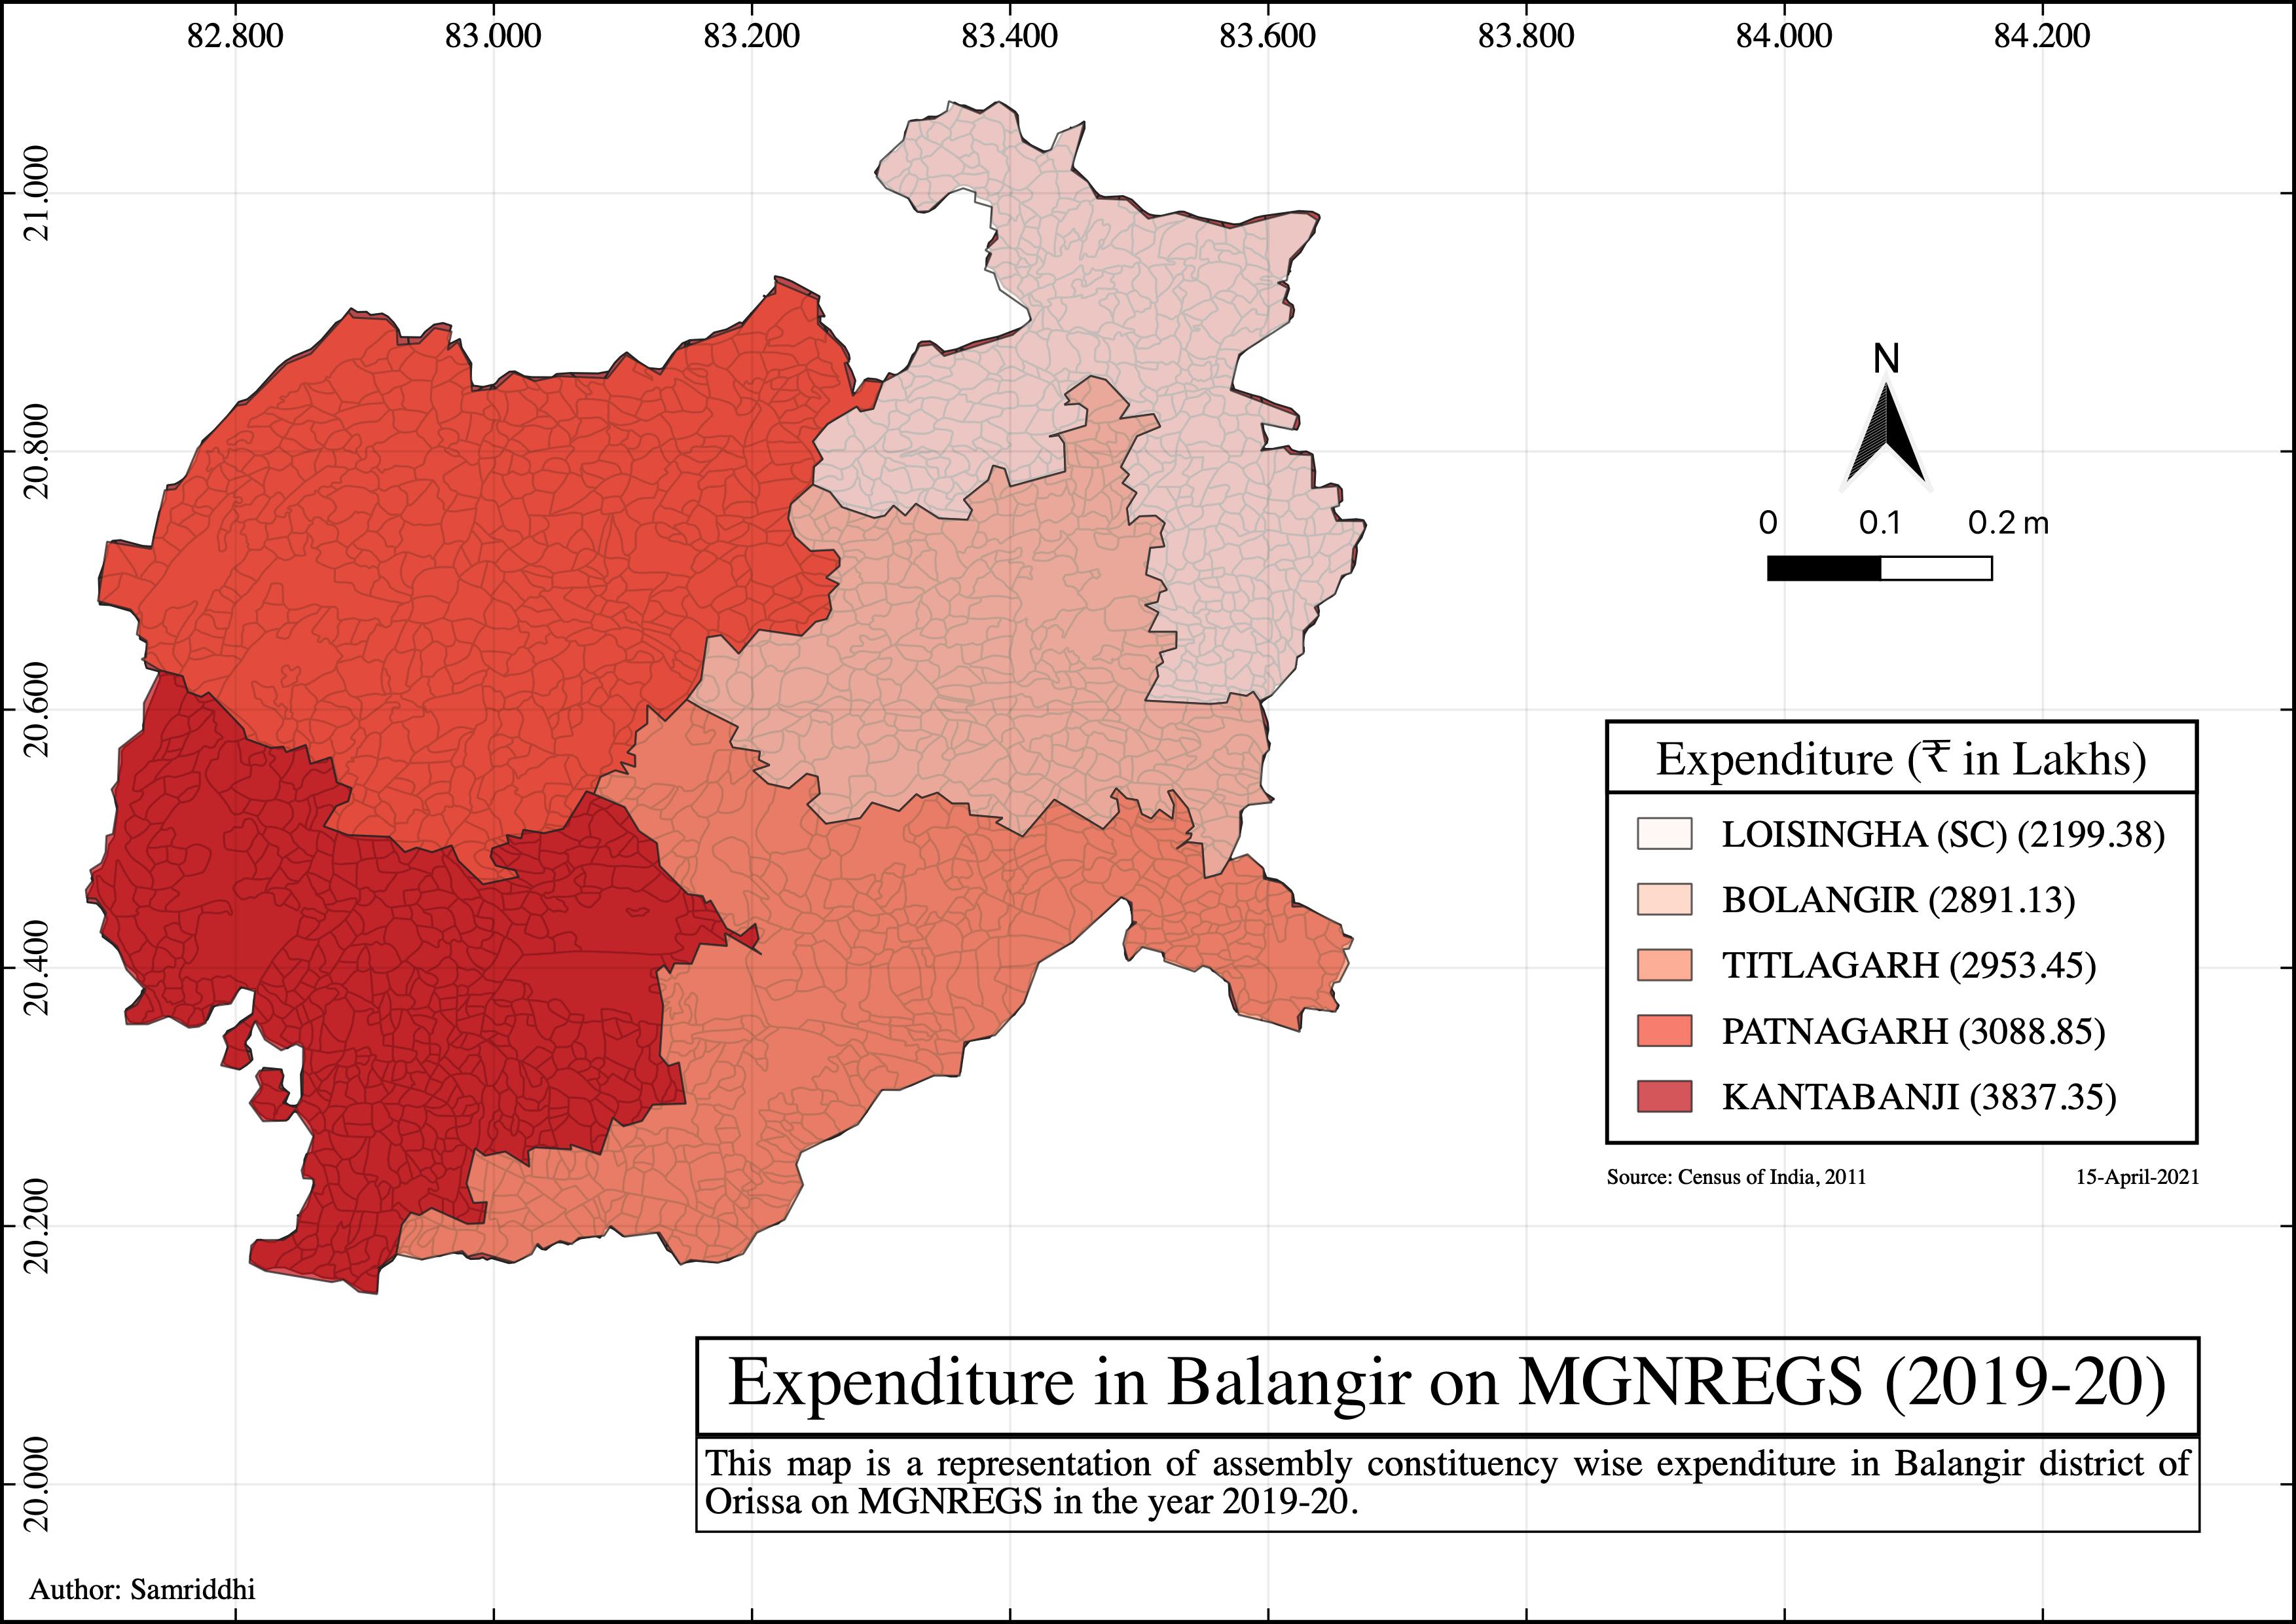 82.800 83.000 83.200 83.400 83.600 83.800 84.000 84.200
21.000
20.800
20.600
20.400
20.200
20.000
N
0 0.1 0.2 m
Expenditure (₹ in Lakhs)
LOISINGHA (SC) (2199.38)
BOLANGIR (2891.13)
TITLAGARH (2953.45)
PATNAGARH (3088.85)
KANTABANJI (3837.35)
Source: Census of India, 2011 15-April-2021
Expenditure in Balangir on MGNREGS (2019-20)
This map is a representation of assembly constituency wise expenditure in Balangir district of
Orissa on MGNREGS in the year 2019-20.
Author: Samriddhi